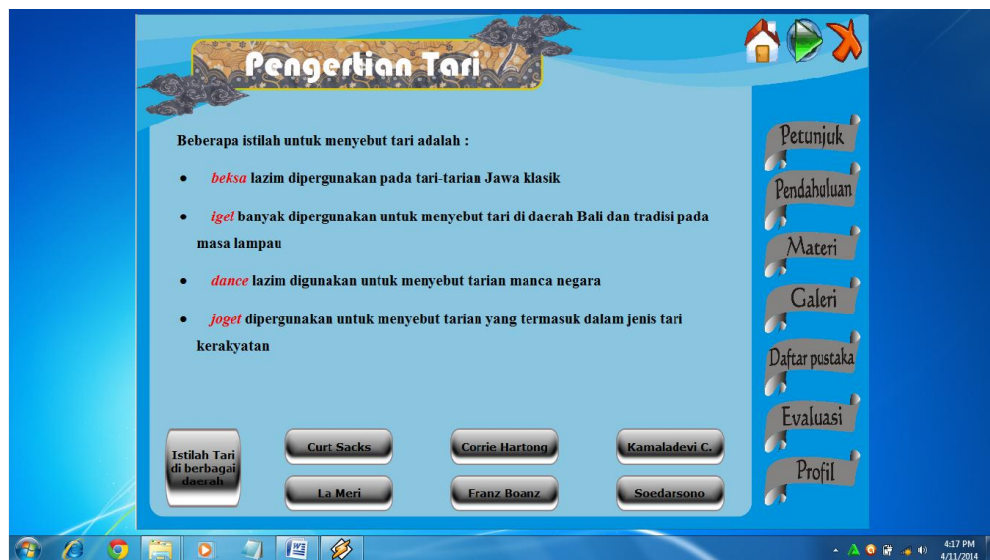 Pengertian Tari
Beberapa istilah untuk menyebut tari adalah :
• beksa lazim dipergunakan pada tari-tarian Jawa klasik
• igel banyak dipergunakan untuk menyebut tari di daerah Bali dan tradisi pada
masa lampau
• dance lazim digunakan untuk menyebut tarian manca negara
• joget dipergunakan untuk menyebut tarian yang termasuk dalam jenis tari
kerakyatan
Istilah Tari
di berbagai
daerah
Curt Sacks
Corrie Hartong
Kamaladevi C.
La Meri
Franz Boanz
Soedarsono
Petunjuk
Pendahuluan
Materi
Galeri
Daftar pustaka
Evaluasi
Profil
4:17 PM
4/11/2014